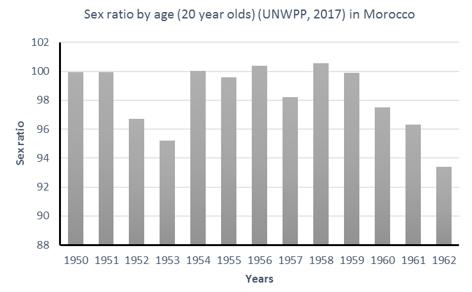 Sex ratio by age (20 year olds) (UNWPP, 2017) in Morocco
102
100
98
96
94
92
90
88
Sex ratio
1950 1951 1952 1953 1954 1955 1956 1957 1958 1959 1960 1961 1962
Years